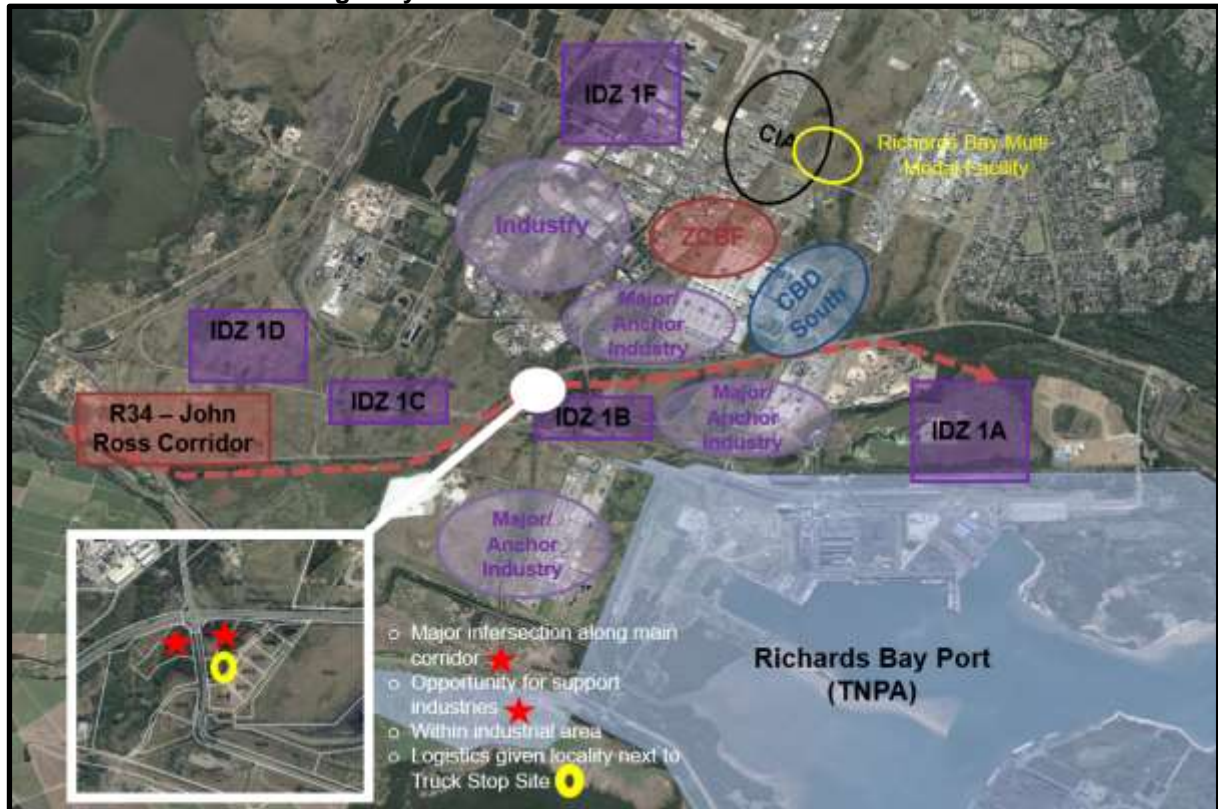 IDZ 1F
CIA
Richards Bay Multi-
Modal Facility
Industry
ZCBF
CBD
South
Major/
Anchor
Industry
IDZ 1D
IDZ 1C
IDZ 1B
Major/
Anchor
Industry
IDZ 1A
R34 – John
Ross Corridor
Major/
Anchor
Industry
Major intersection along main
corridor
Opportunity for support
industries
Within industrial area
Logistics given locality next to
Truck Stop Site
Richards Bay Port
(TNPA)